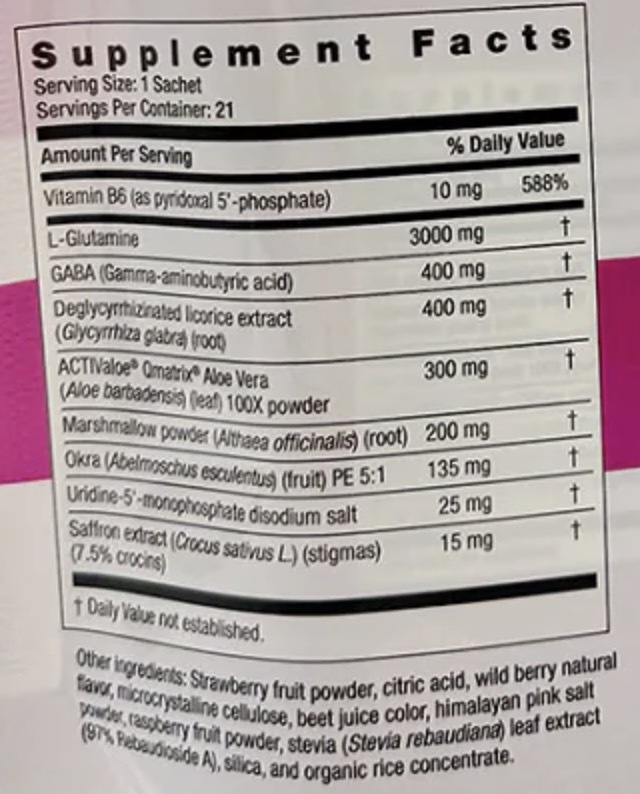 Supplement Facts
Serving Size: 1 Sachet
Servings Per Container: 21
Amount Per Serving % Daily Value
Vitamin B6 (as pyridoxal 5'-phosphate) 10 mg 588%
L-Glutamine 3000 mg †
GABA (Gamma-aminobutyric acid) 400 mg †
Deglycyrrhizinated licorice extract 400 mg †
(Glycyrrhiza glabra) (root)
ACTIValoe® Qmatrix® Aloe Vera 300 mg †
(Aloe barbadensis) (leaf) 100X powder
Marshmallow powder (Althaea officinalis) (root) 200 mg †
Okra (Abelmoschus esculentus) (fruit) PE 5:1 135 mg †
Uridine-5'-monophosphate disodium salt 25 mg †
Saffron extract (Crocus sativus L.) (stigmas) 15 mg †
(7.5% crocins)
† Daily Value not established.
Other ingredients: Strawberry fruit powder, citric acid, wild berry natural
flavor, microcrystalline cellulose, beet juice color, himalayan pink salt
powder, raspberry fruit powder, stevia (Stevia rebaudiana) leaf extract
(97% Rebaudioside A), silica, and organic rice concentrate.